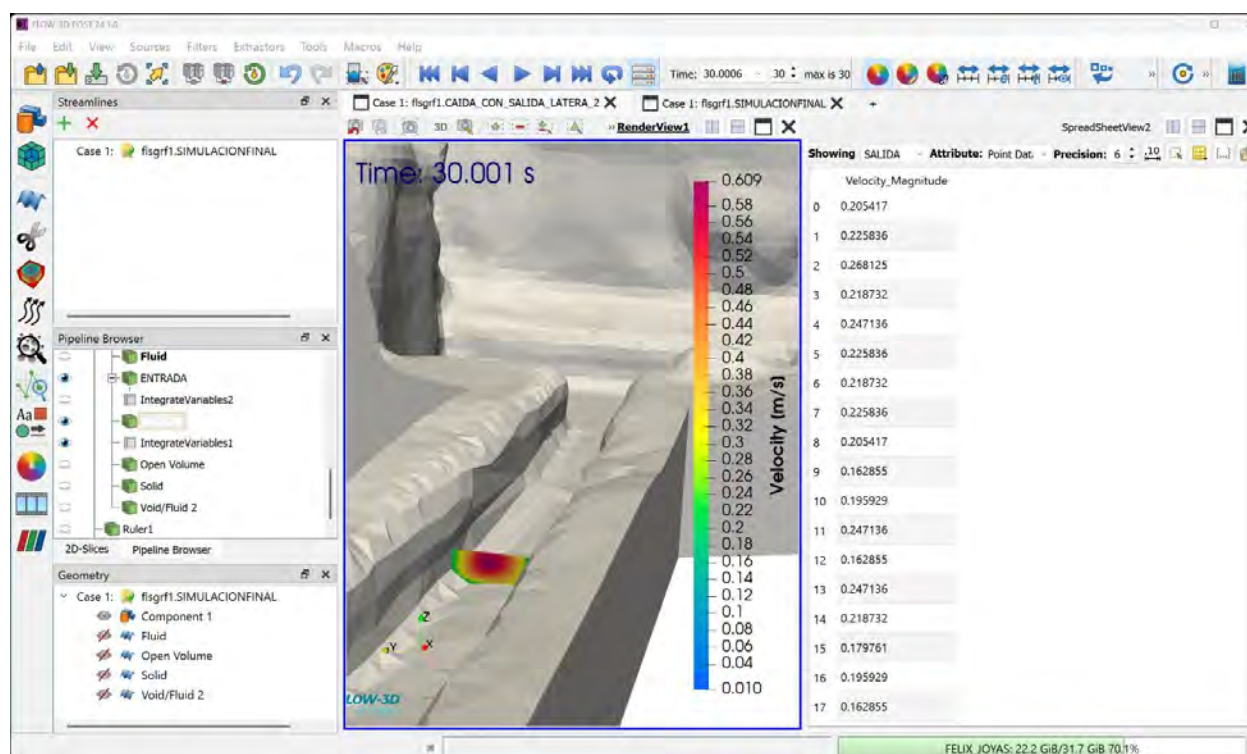 FLOW-3D POST 24.1.0
File Edit View Sources Filters Extractors Tools Macros Help
Time: 30.0006 30 max is 30
Streamlines
Case 1: flsgrf1.SIMULACIONFINAL
Pipeline Browser
Fluid
ENTRADA
IntegrateVariables2
IntegrateVariables1
Open Volume
Solid
Void/Fluid 2
Ruler1
2D-Slices Pipeline Browser
Geometry
Case 1: flsgrf1.SIMULACIONFINAL
Component 1
Fluid
Open Volume
Solid
Void/Fluid 2
Aa
Case 1: flsgrf1.CAIDA_CON_SALIDA_LATERA_2 Case 1: flsgrf1.SIMULACIONFINAL +
3D » RenderView1
Time: 30.001 s
0.609
0.58
0.56
0.54
0.52
0.5
0.48
0.46
0.44
0.42
0.4
0.38
0.36
0.34
0.32
0.3
0.28
0.26
0.24
0.22
0.2
0.18
0.16
0.14
0.12
0.1
0.08
0.06
0.04
0.010
Velocity (m/s)
Z
Y
X
LOW-3D
SpreadSheetView2
Showing SALIDA Attribute: Point Dat. Precision: 6 .10
Velocity_Magnitude
0 0.205417
1 0.225836
2 0.268125
3 0.218732
4 0.247136
5 0.225836
6 0.218732
7 0.225836
8 0.205417
9 0.162855
10 0.195929
11 0.247136
12 0.162855
13 0.247136
14 0.218732
15 0.179761
16 0.195929
17 0.162855
FELIX_JOYAS: 22.2 GiB/31.7 GiB 70.1%